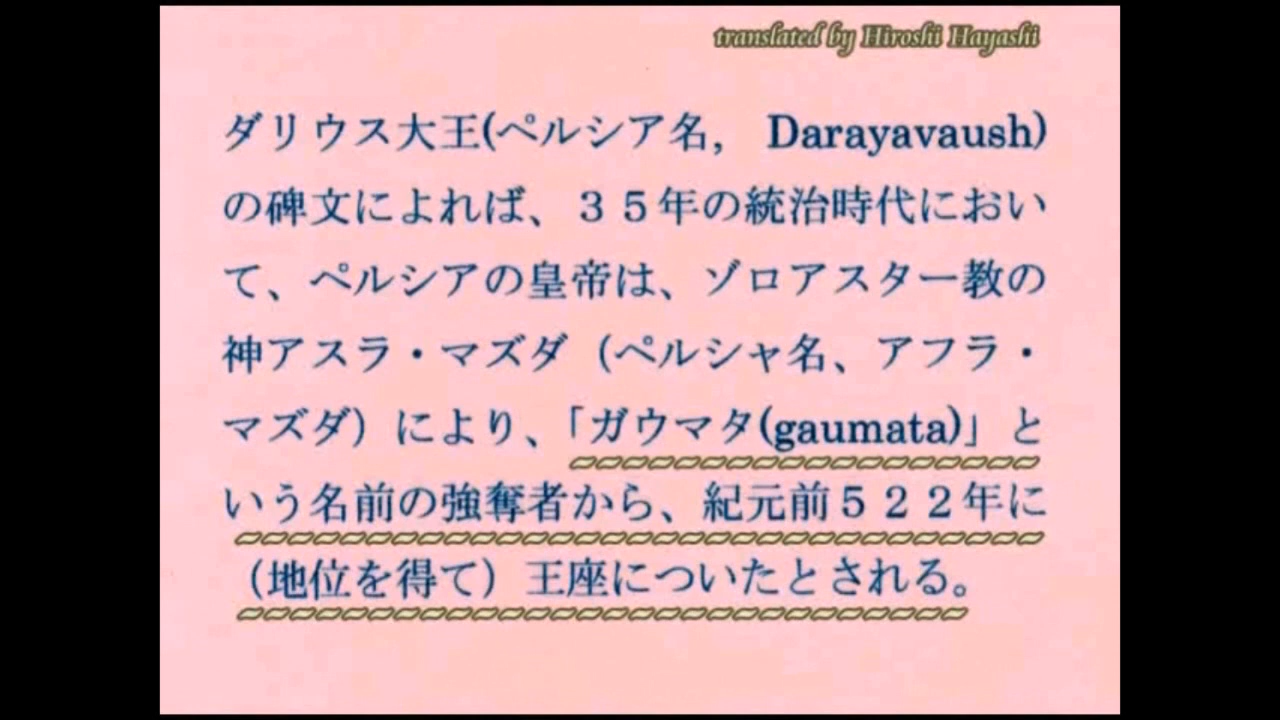 translated by Hiroshi Hayashi
ダリウス大王(ペルシア名, Darayavaush)
の碑文によれば、３５年の統治時代におい
て、ペルシアの皇帝は、ゾロアスター教の
神アスラ・マズダ（ペルシャ名、アフラ・
マズダ）により、「ガウマタ(gaumata)」と
いう名前の強奪者から、紀元前５２２年に
（地位を得て）王座についたとされる。